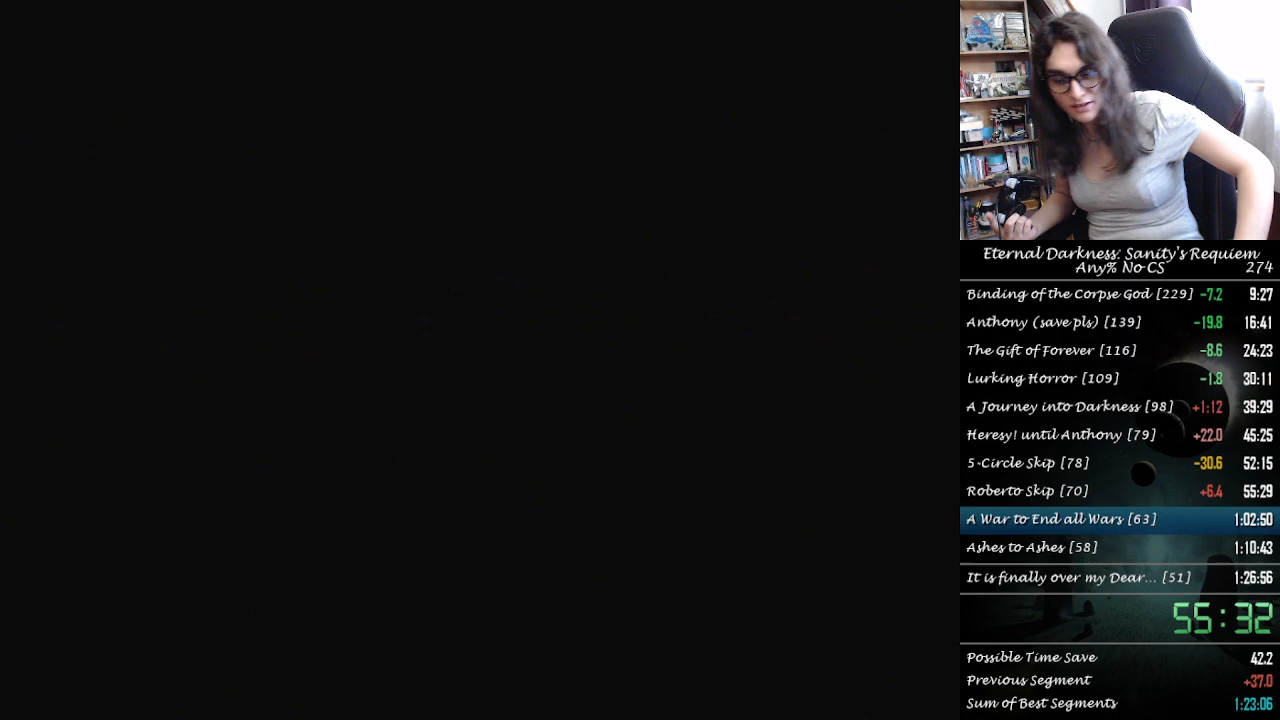 Eternal Darkness: Sanity's Requiem
Any% No CS 274
Binding of the Corpse God [229] -7.2 9:27
Anthony (save pls) [139] -19.8 16:41
The Gift of Forever [116] -8.6 24:23
Lurking Horror [109] -1.8 30:11
A Journey into Darkness [98] +1:12 39:29
Heresy! until Anthony [79] +22.0 45:25
5-Circle Skip [78] -30.6 52:15
Roberto Skip [70] +6.4 55:29
A War to End all Wars [63] 1:02:50
Ashes to Ashes [58] 1:10:43
It is finally over my Dear... [51] 1:26:56
55:32
Possible Time Save 42.2
Previous Segment +37.0
Sum of Best Segments 1:23:06